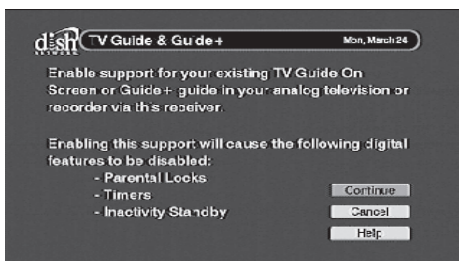 dish
NETWORK
TV Guide & Guide+
Mon, March 24
Enable support for your existing TV Guide On
Screen or Guide+ guide in your analog television or
recorder via this receiver.
Enabling this support will cause the following digital
features to be disabled:
- Parental Locks
- Timers
- Inactivity Standby
Continue
Cancel
Help